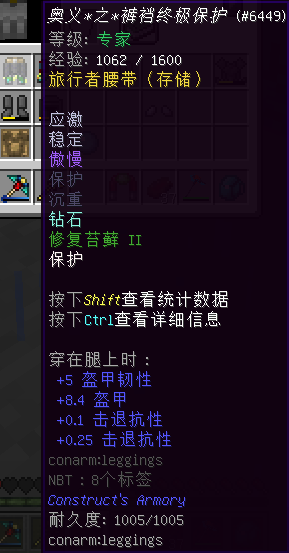 奥义*之*裤裆终极保护 (#6449)
等级: 专家
经验: 1062 / 1600
旅行者腰带 (存储)
应激
稳定
傲慢
保护
沉重
钻石
修复苔藓 II
保护
按下Shift查看统计数据
按下Ctrl查看详细信息
穿在腿上时：
+5 盔甲韧性
+8.4 盔甲
+0.1 击退抗性
+0.25 击退抗性
conarm:leggings
NBT：8个标签
Construct's Armory
耐久度: 1005/1005
conarm:leggings